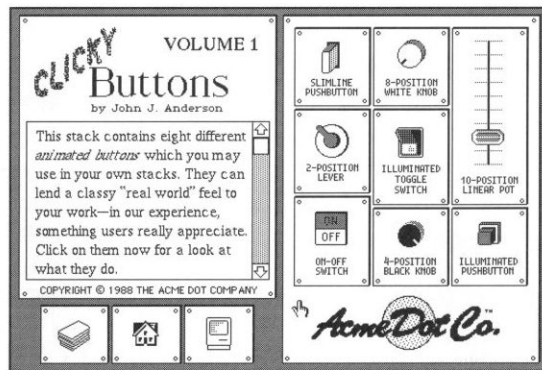 CLICKY
VOLUME 1
Buttons
by John J. Anderson
This stack contains eight different
animated buttons which you may
use in your own stacks. They can
lend a classy "real world" feel to
your work—in our experience,
something users really appreciate.
Click on them now for a look at
what they do.
COPYRIGHT © 1988 THE ACME DOT COMPANY
SLIMLINE
PUSHBUTTON
8-POSITION
WHITE KNOB
2-POSITION
LEVER
ILLUMINATED
TOGGLE
SWITCH
10-POSITION
LINEAR POT
ON
OFF
ON-OFF
SWITCH
4-POSITION
BLACK KNOB
ILLUMINATED
PUSHBUTTON
Acme Dot Co.™